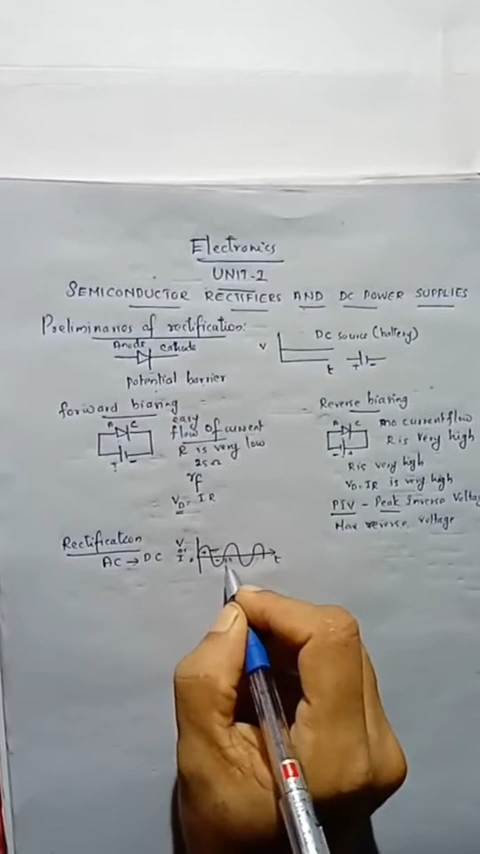 Electronics
UNIT-2
SEMICONDUCTOR RECTIFIERS AND DC POWER SUPPLIES
Preliminaries of rectification:
Anode cathode
Potential barrier
DC source (battery)
V
t
+ -
forward biasing
A C
+ -
easy
flow of current
R is very low
25Ω
rf
VD = IR
Reverse biasing
A C
- +
no current flow
R is very high
R is very high
VD = IR is very high
PIV - Peak Inverse Voltag
Max reverse voltage
Rectification
AC → DC
V
or
I
t